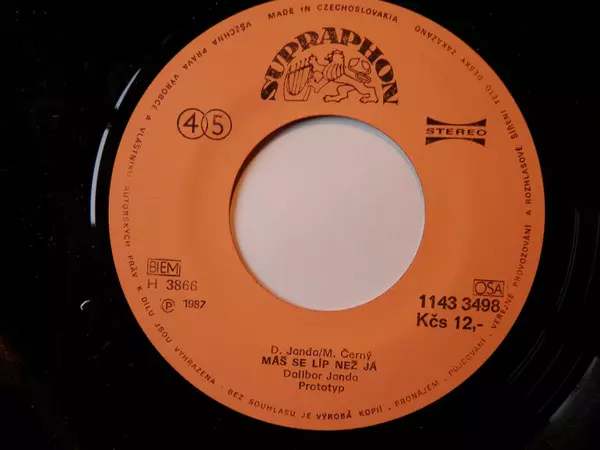 MADE IN CZECHOSLOVAKIA
VŠECHNA PRÁVA VÝROBCE A VLASTNÍKŮ AUTORSKÝCH PRÁV K DÍLU JSOU VYHRAZENA - BEZ SOUHLASU JE VÝROBA KOPIÍ - PRONÁJEM - PŮJČOVÁNÍ - VEŘEJNÉ PROVOZOVÁNÍ A ROZHLASOVÉ ŠÍŘENÍ TÉTO DESKY ZAKÁZÁNO
SUPRAPHON
45
STEREO
BIEM
OSA
H 3866
1143 3498
Ⓟ 1987
Kčs 12,-
D. Janda/M. Černý
MÁŠ SE LÍP NEŽ JÁ
Dalibor Janda
Prototyp